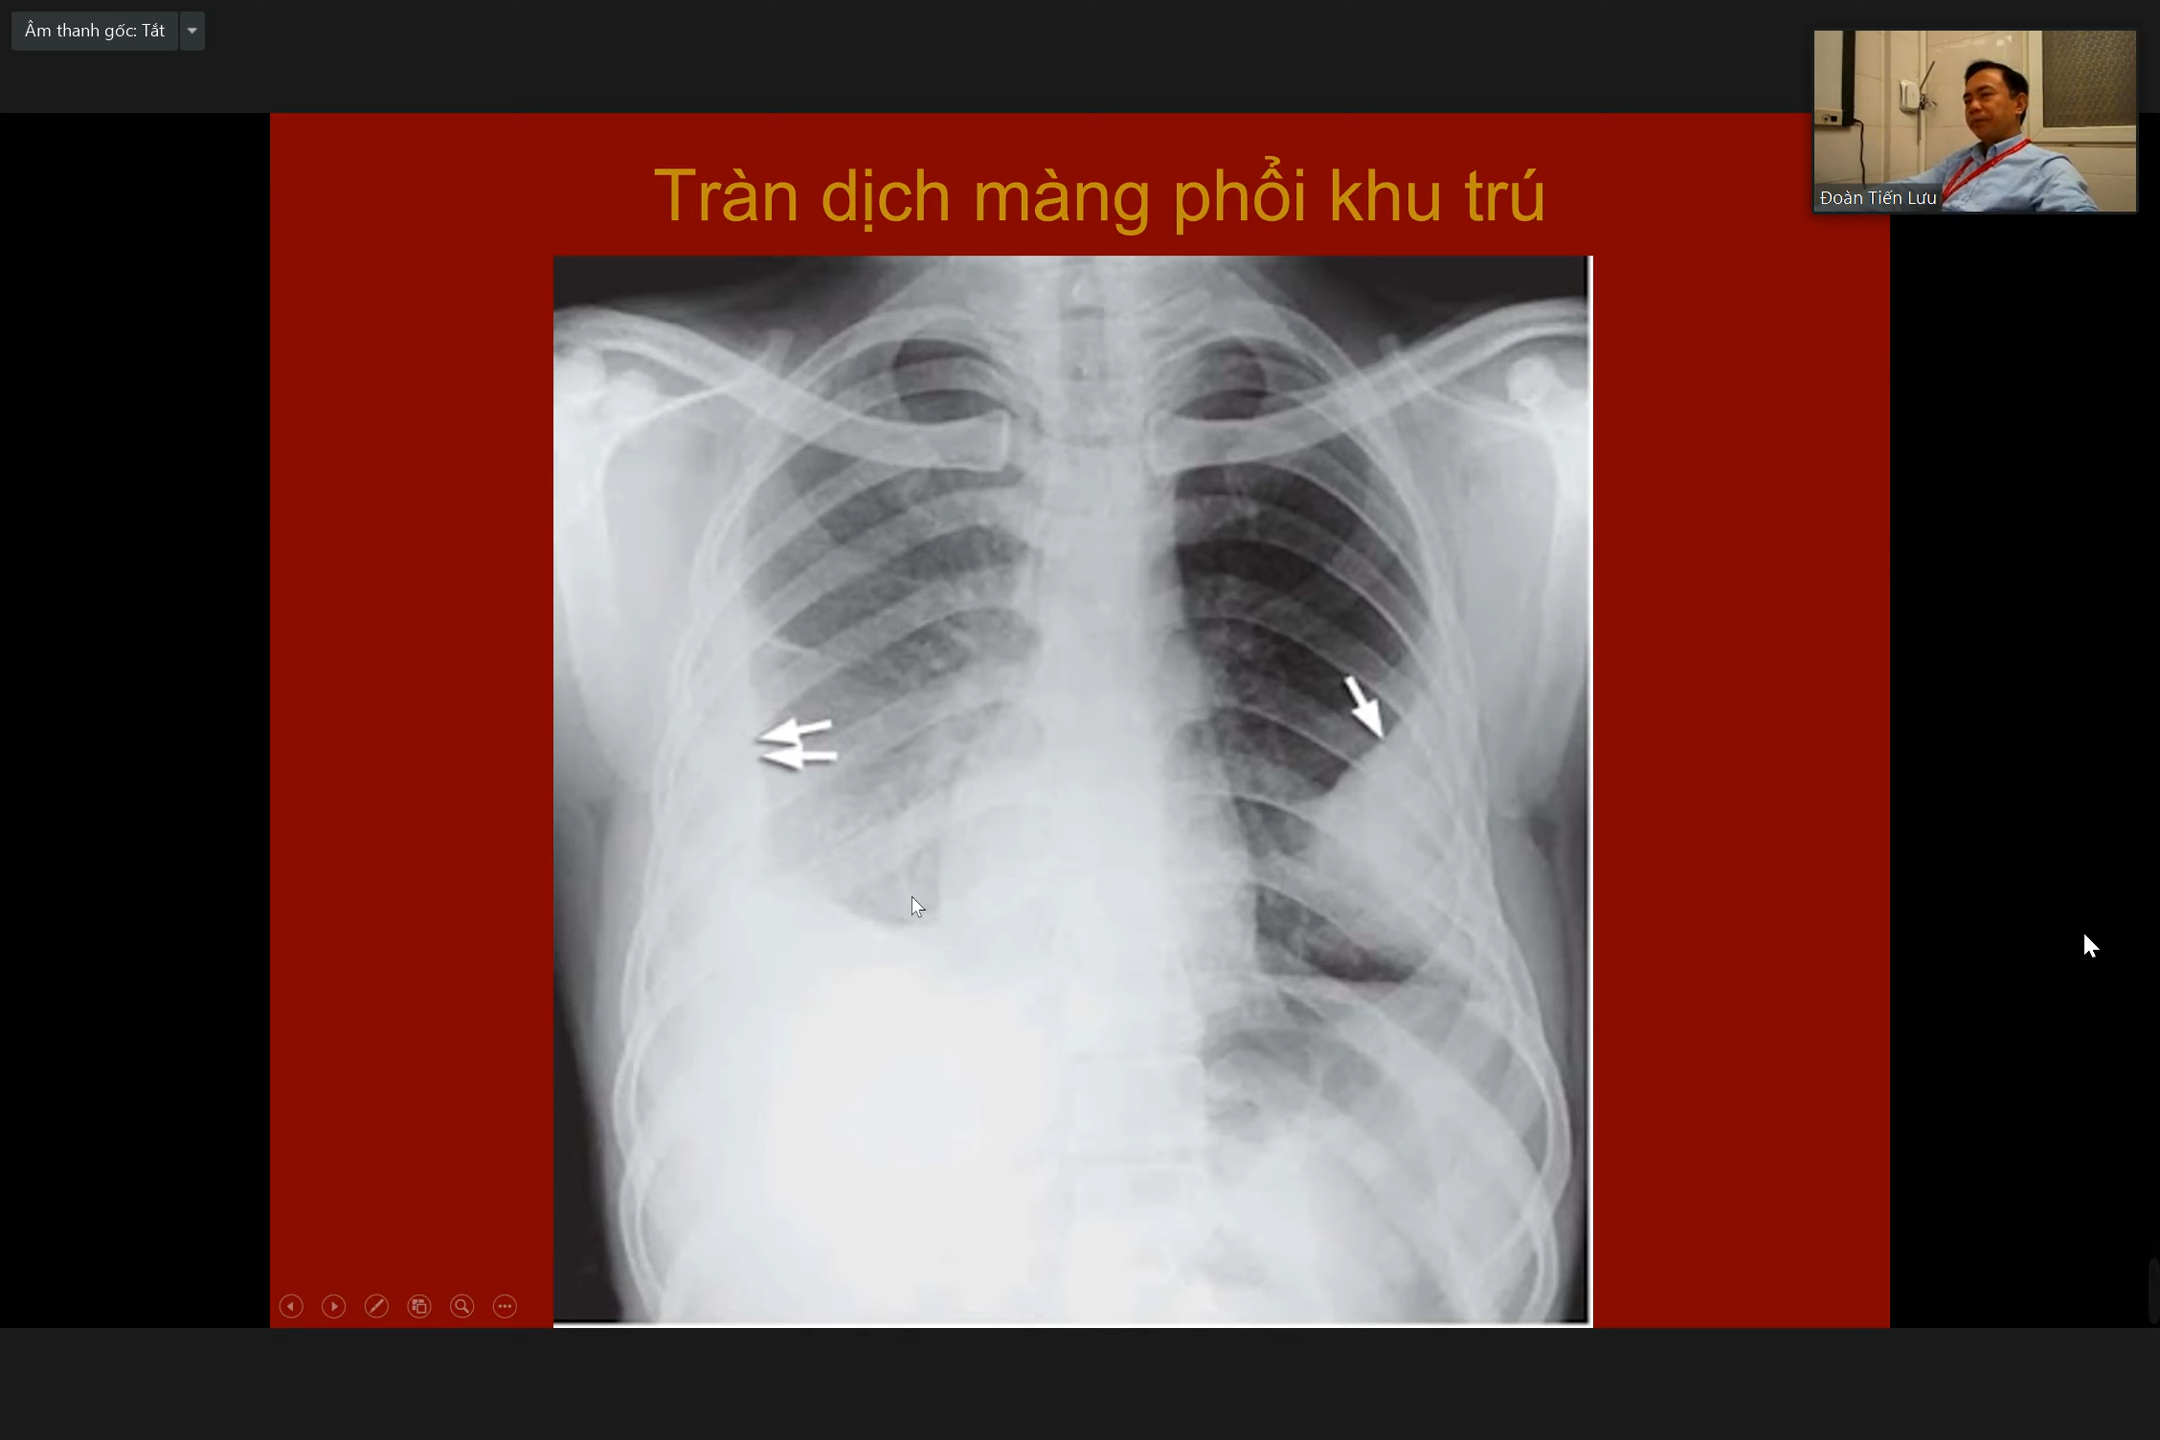 Âm thanh gốc: Tắt
Tràn dịch màng phổi khu trú
Đoàn Tiến Lưu